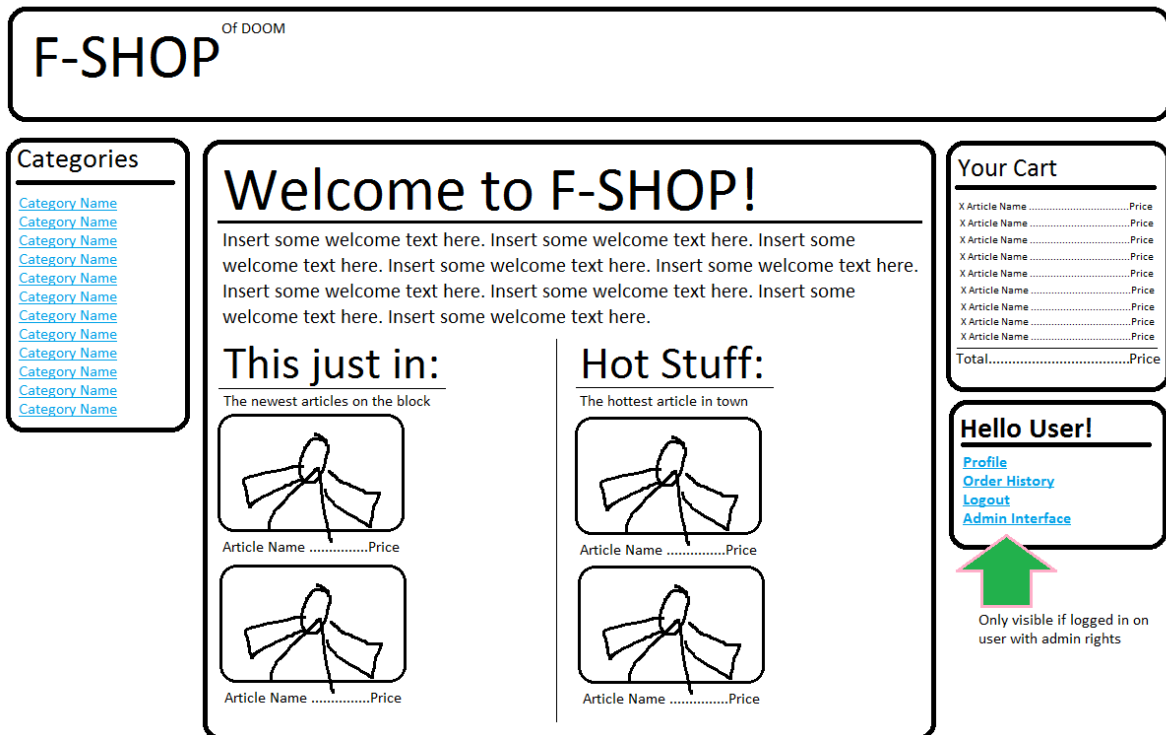 F-SHOP Of DOOM
Categories
Category Name
Category Name
Category Name
Category Name
Category Name
Category Name
Category Name
Category Name
Category Name
Category Name
Category Name
Category Name
Welcome to F-SHOP!
Insert some welcome text here. Insert some welcome text here. Insert some
welcome text here. Insert some welcome text here. Insert some welcome text here.
Insert some welcome text here. Insert some welcome text here. Insert some
welcome text here. Insert some welcome text here.
This just in:
The newest articles on the block
Article Name ...............Price
Article Name ...............Price
Hot Stuff:
The hottest article in town
Article Name ...............Price
Article Name ...............Price
Your Cart
X Article Name .................................Price
X Article Name .................................Price
X Article Name .................................Price
X Article Name .................................Price
X Article Name .................................Price
X Article Name .................................Price
X Article Name .................................Price
X Article Name .................................Price
X Article Name .................................Price
Total..................................Price
Hello User!
Profile
Order History
Logout
Admin Interface
Only visible if logged in on
user with admin rights